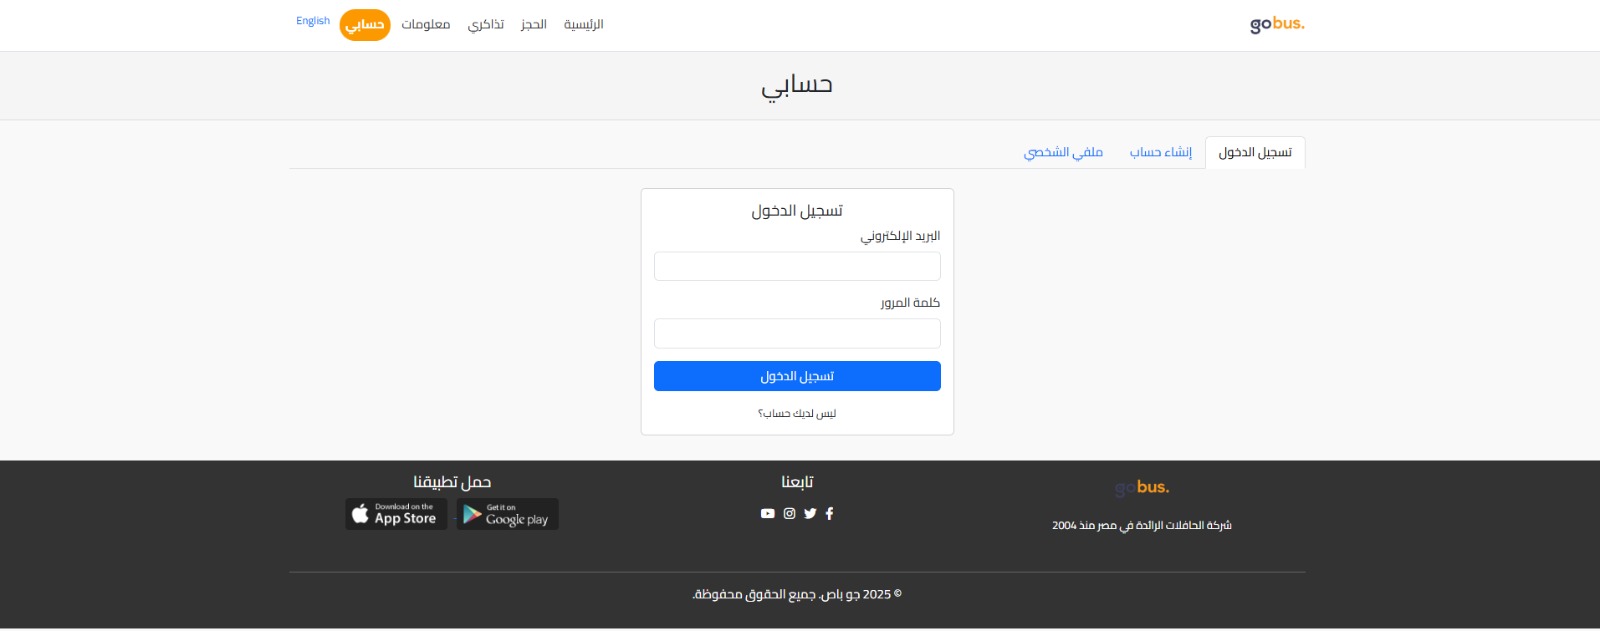 gobus.
الرئيسية
الحجز
تذاكري
معلومات
حسابي
English
حسابي
تسجيل الدخول
إنشاء حساب
ملفي الشخصي
تسجيل الدخول
البريد الإلكتروني
كلمة المرور
تسجيل الدخول
ليس لديك حساب؟
gobus.
شركة الحافلات الرائدة في مصر منذ 2004
تابعنا
حمل تطبيقنا
Get it on
Google play
Download on the
App Store
© 2025 جو باص. جميع الحقوق محفوظة.